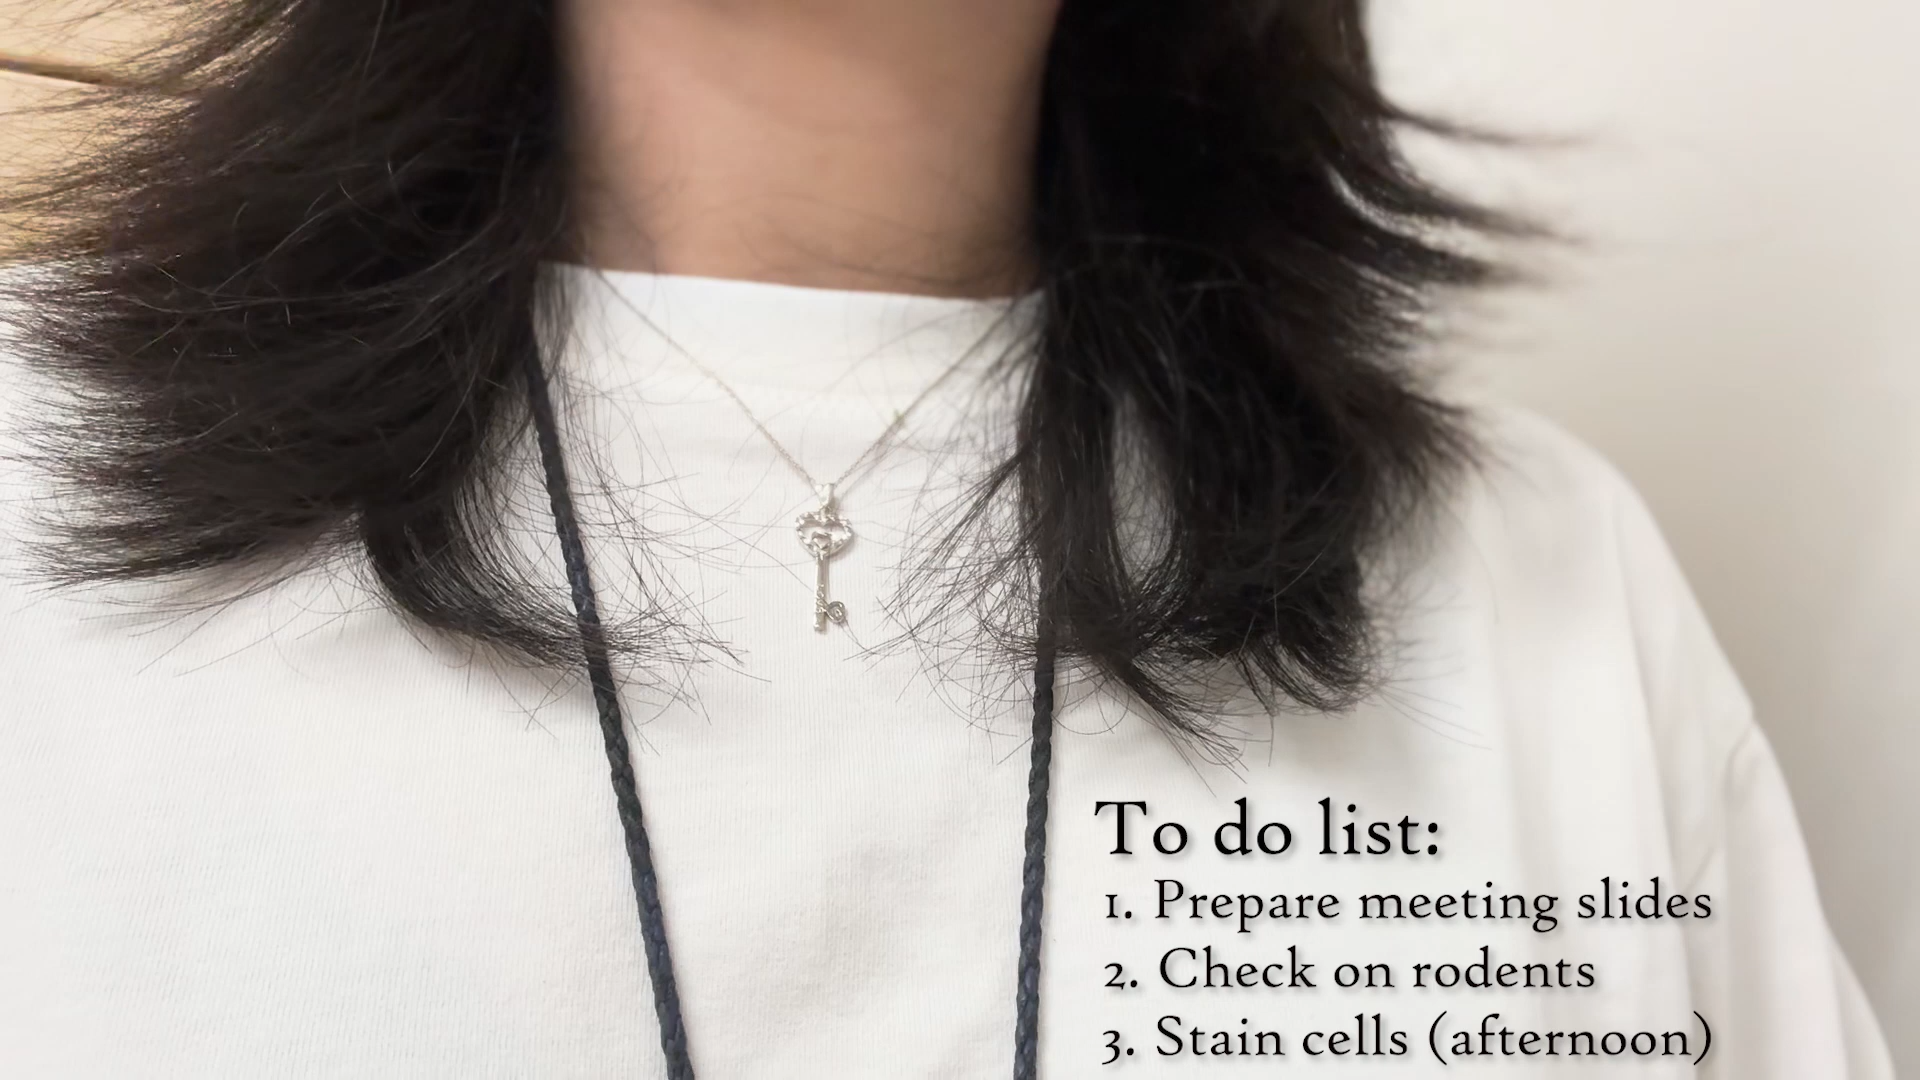 To do list:
1. Prepare meeting slides
2. Check on rodents
3. Stain cells (afternoon)